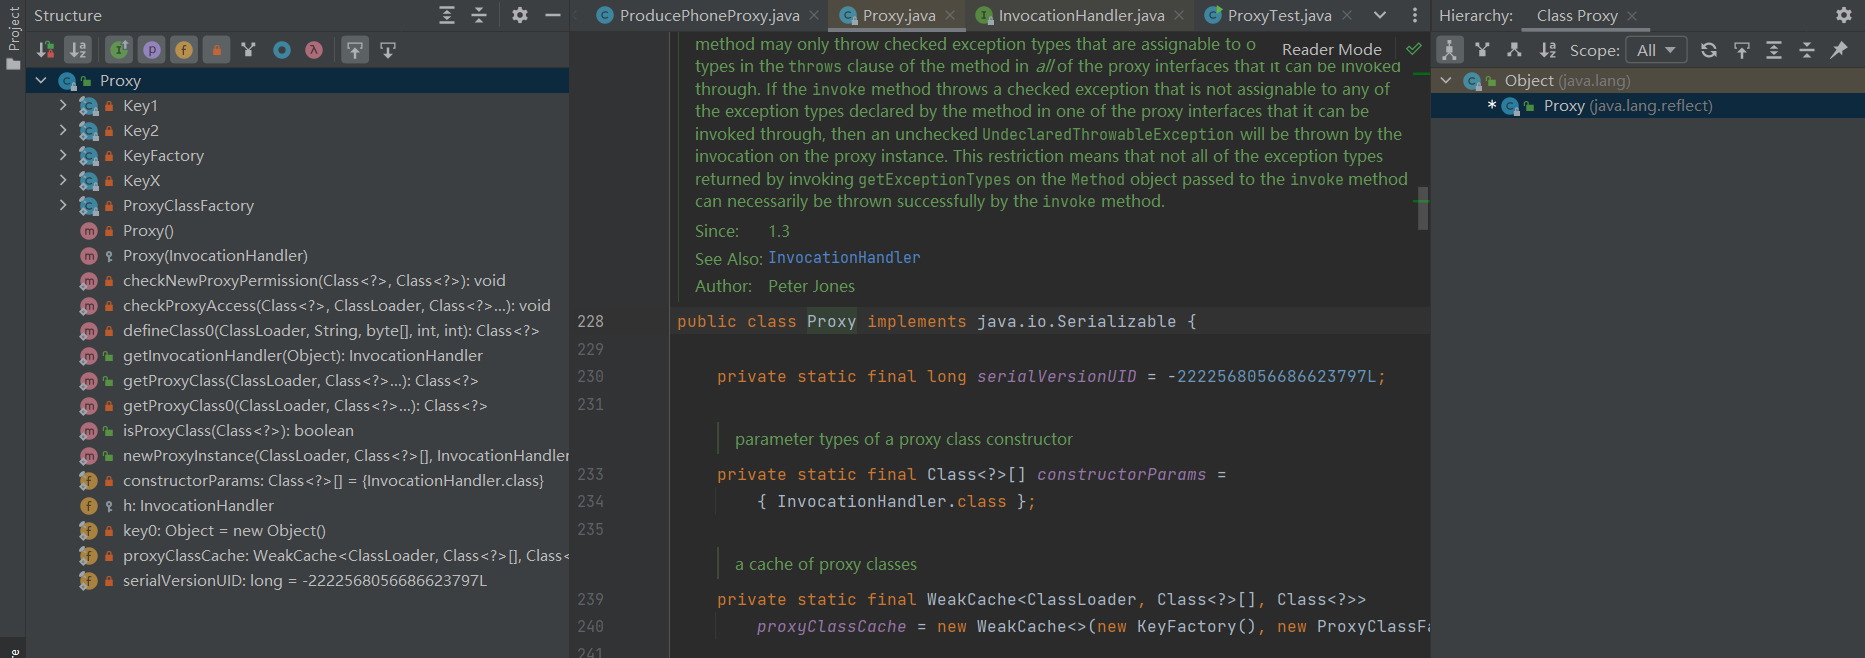 Project
Structure
ProducePhoneProxy.java
Proxy.java
InvocationHandler.java
ProxyTest.java
Hierarchy:
Class Proxy
Scope:
All
Proxy
Key1
Key2
KeyFactory
KeyX
ProxyClassFactory
Proxy()
Proxy(InvocationHandler)
checkNewProxyPermission(Class<?>, Class<?>): void
checkProxyAccess(Class<?>, ClassLoader, Class<?>...): void
defineClass0(ClassLoader, String, byte[], int, int): Class<?>
getInvocationHandler(Object): InvocationHandler
getProxyClass(ClassLoader, Class<?>...): Class<?>
getProxyClass0(ClassLoader, Class<?>...): Class<?>
isProxyClass(Class<?>): boolean
newProxyInstance(ClassLoader, Class<?>[], InvocationHandler
constructorParams: Class<?>[] = {InvocationHandler.class}
h: InvocationHandler
key0: Object = new Object()
proxyClassCache: WeakCache<ClassLoader, Class<?>[], Class<
serialVersionUID: long = -2222568056686623797L
Reader Mode
method may only throw checked exception types that are assignable to o
types in the throws clause of the method in all of the proxy interfaces that it can be invoked
through. If the invoke method throws a checked exception that is not assignable to any of
the exception types declared by the method in one of the proxy interfaces that it can be
invoked through, then an unchecked UndeclaredThrowableException will be thrown by the
invocation on the proxy instance. This restriction means that not all of the exception types
returned by invoking getExceptionTypes on the Method object passed to the invoke method
can necessarily be thrown successfully by the invoke method.
Since: 1.3
See Also: InvocationHandler
Author: Peter Jones
228 public class Proxy implements java.io.Serializable {
229
230 private static final long serialVersionUID = -2222568056686623797L;
231
parameter types of a proxy class constructor
233 private static final Class<?>[] constructorParams =
234 { InvocationHandler.class };
235
a cache of proxy classes
239 private static final WeakCache<ClassLoader, Class<?>[], Class<?>>
240 proxyClassCache = new WeakCache<>(new KeyFactory(), new ProxyClassFa
241
Object (java.lang)
* Proxy (java.lang.reflect)